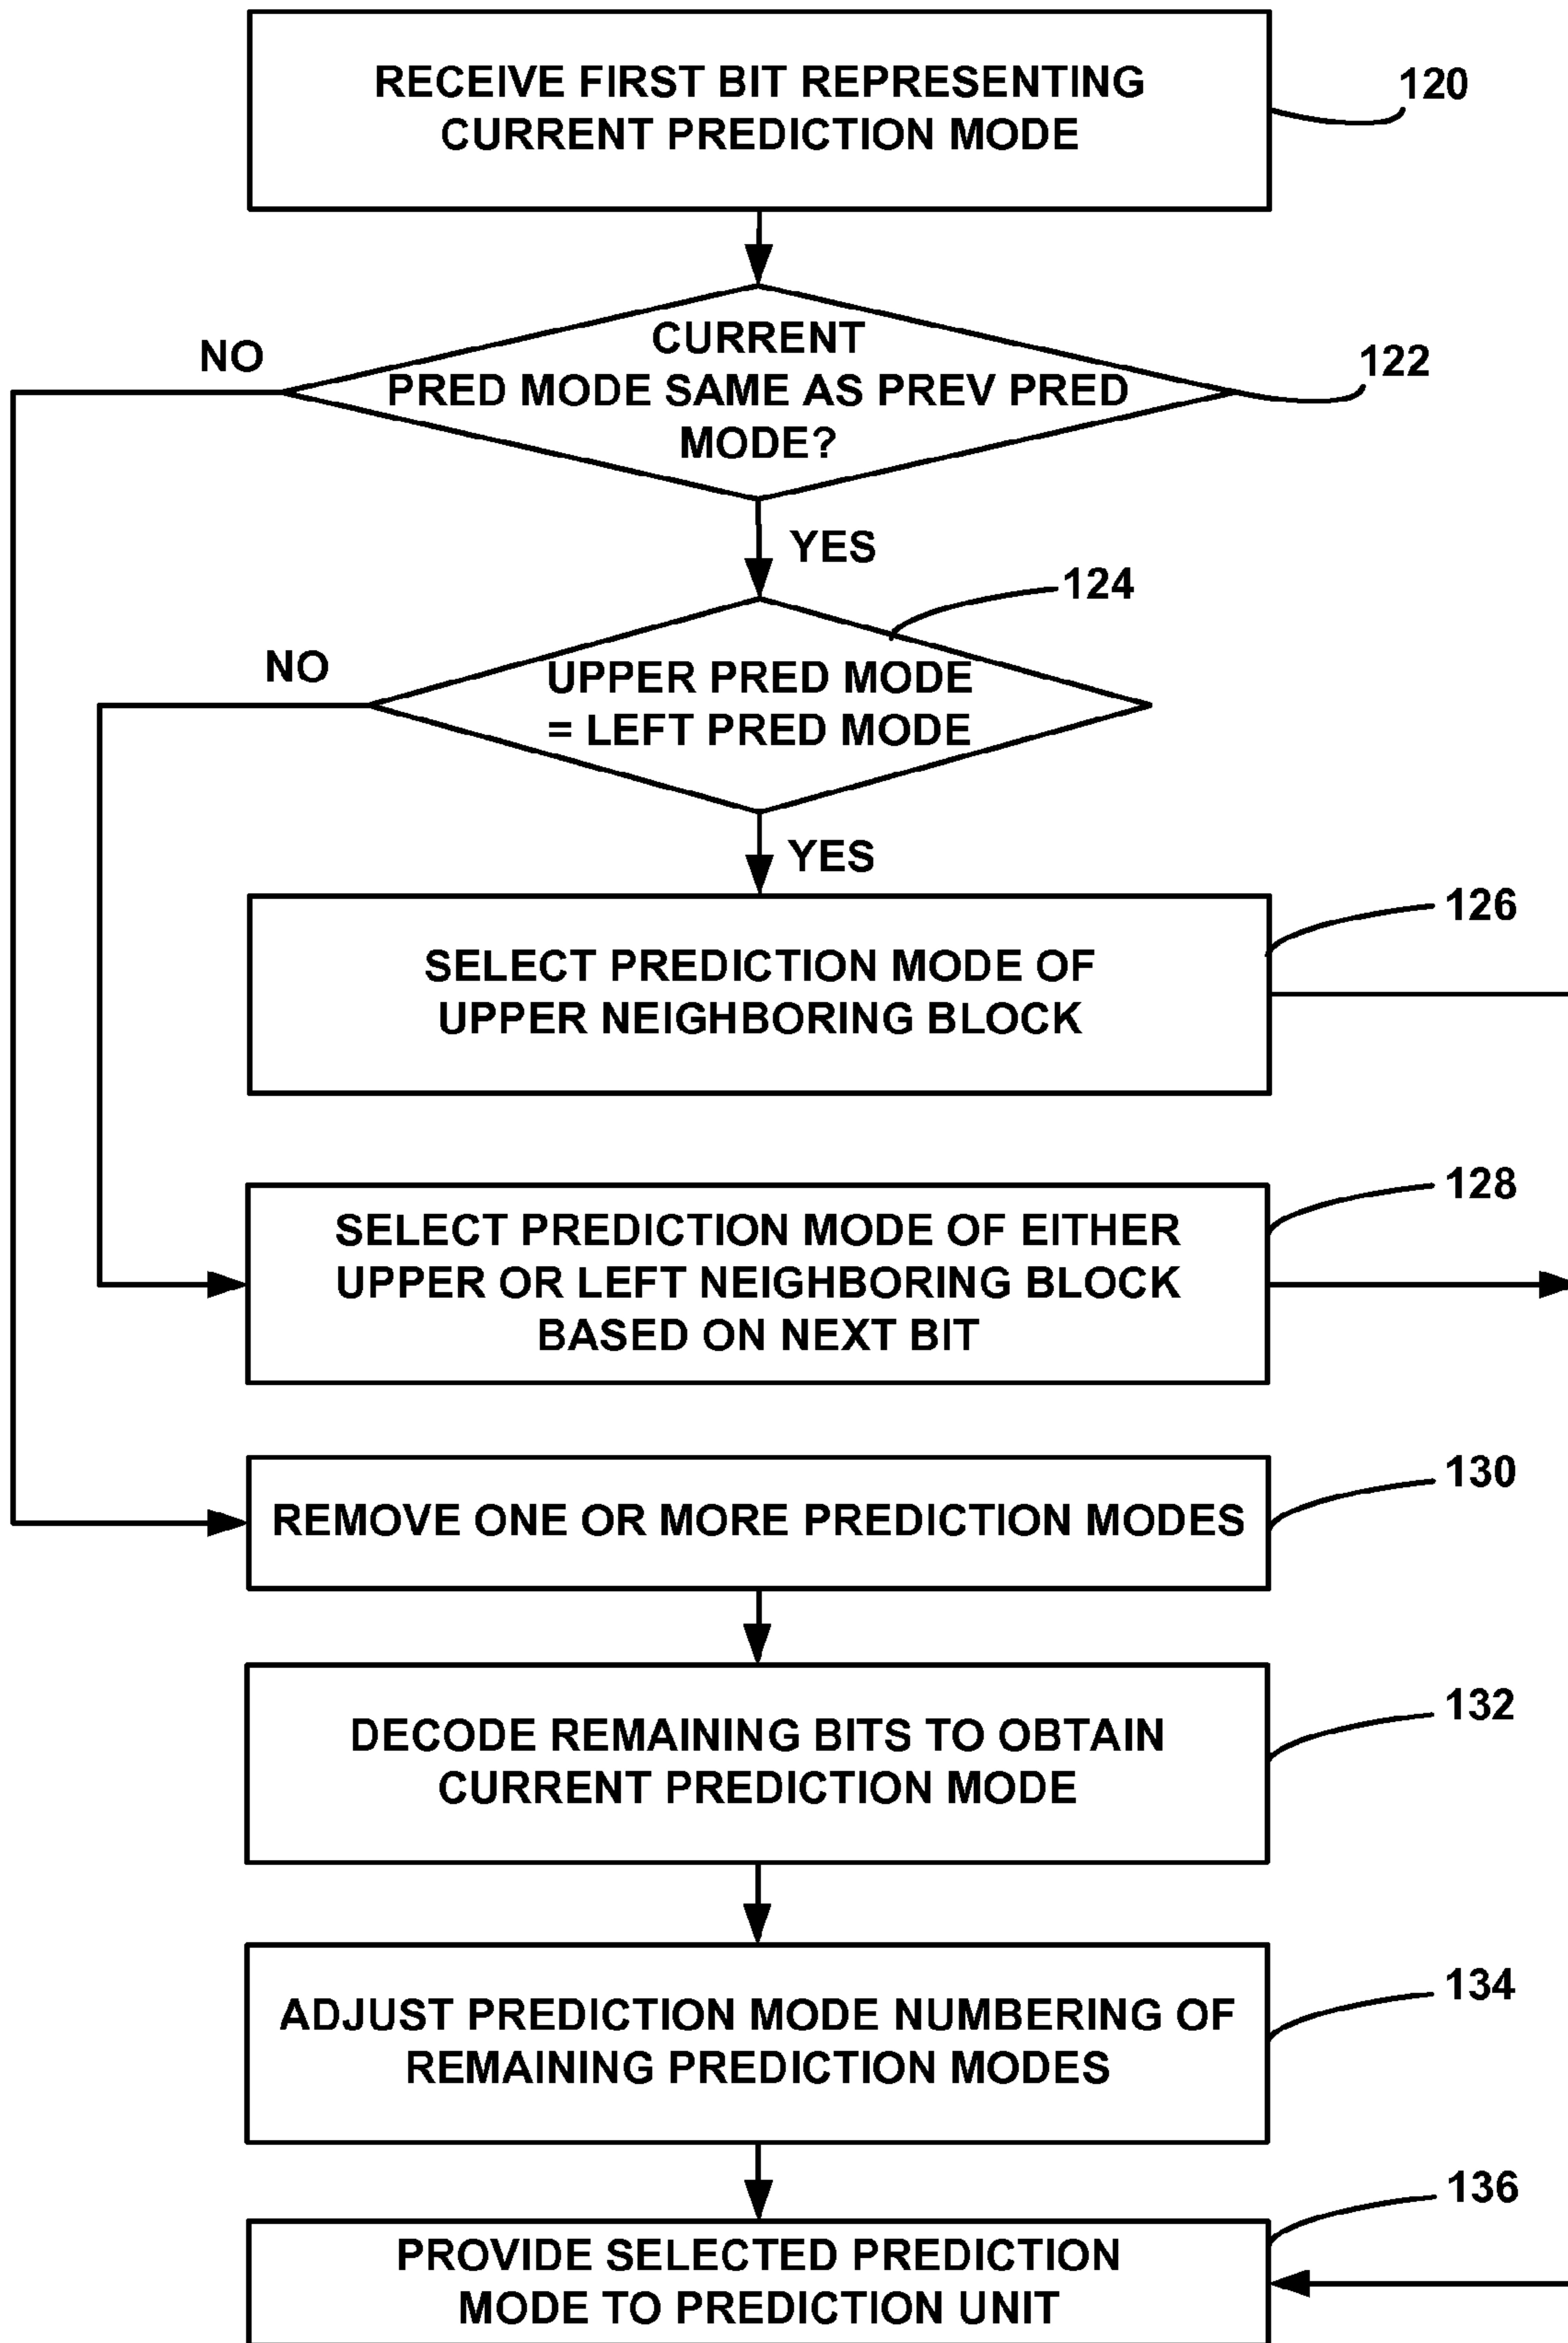 RECEIVE FIRST BIT REPRESENTING
CURRENT PREDICTION MODE
120
CURRENT
PRED MODE SAME AS PREV PRED
MODE?
NO
122
YES
124
UPPER PRED MODE
= LEFT PRED MODE
NO
YES
126
SELECT PREDICTION MODE OF
UPPER NEIGHBORING BLOCK
128
SELECT PREDICTION MODE OF EITHER
UPPER OR LEFT NEIGHBORING BLOCK
BASED ON NEXT BIT
130
REMOVE ONE OR MORE PREDICTION MODES
132
DECODE REMAINING BITS TO OBTAIN
CURRENT PREDICTION MODE
134
ADJUST PREDICTION MODE NUMBERING OF
REMAINING PREDICTION MODES
136
PROVIDE SELECTED PREDICTION
MODE TO PREDICTION UNIT